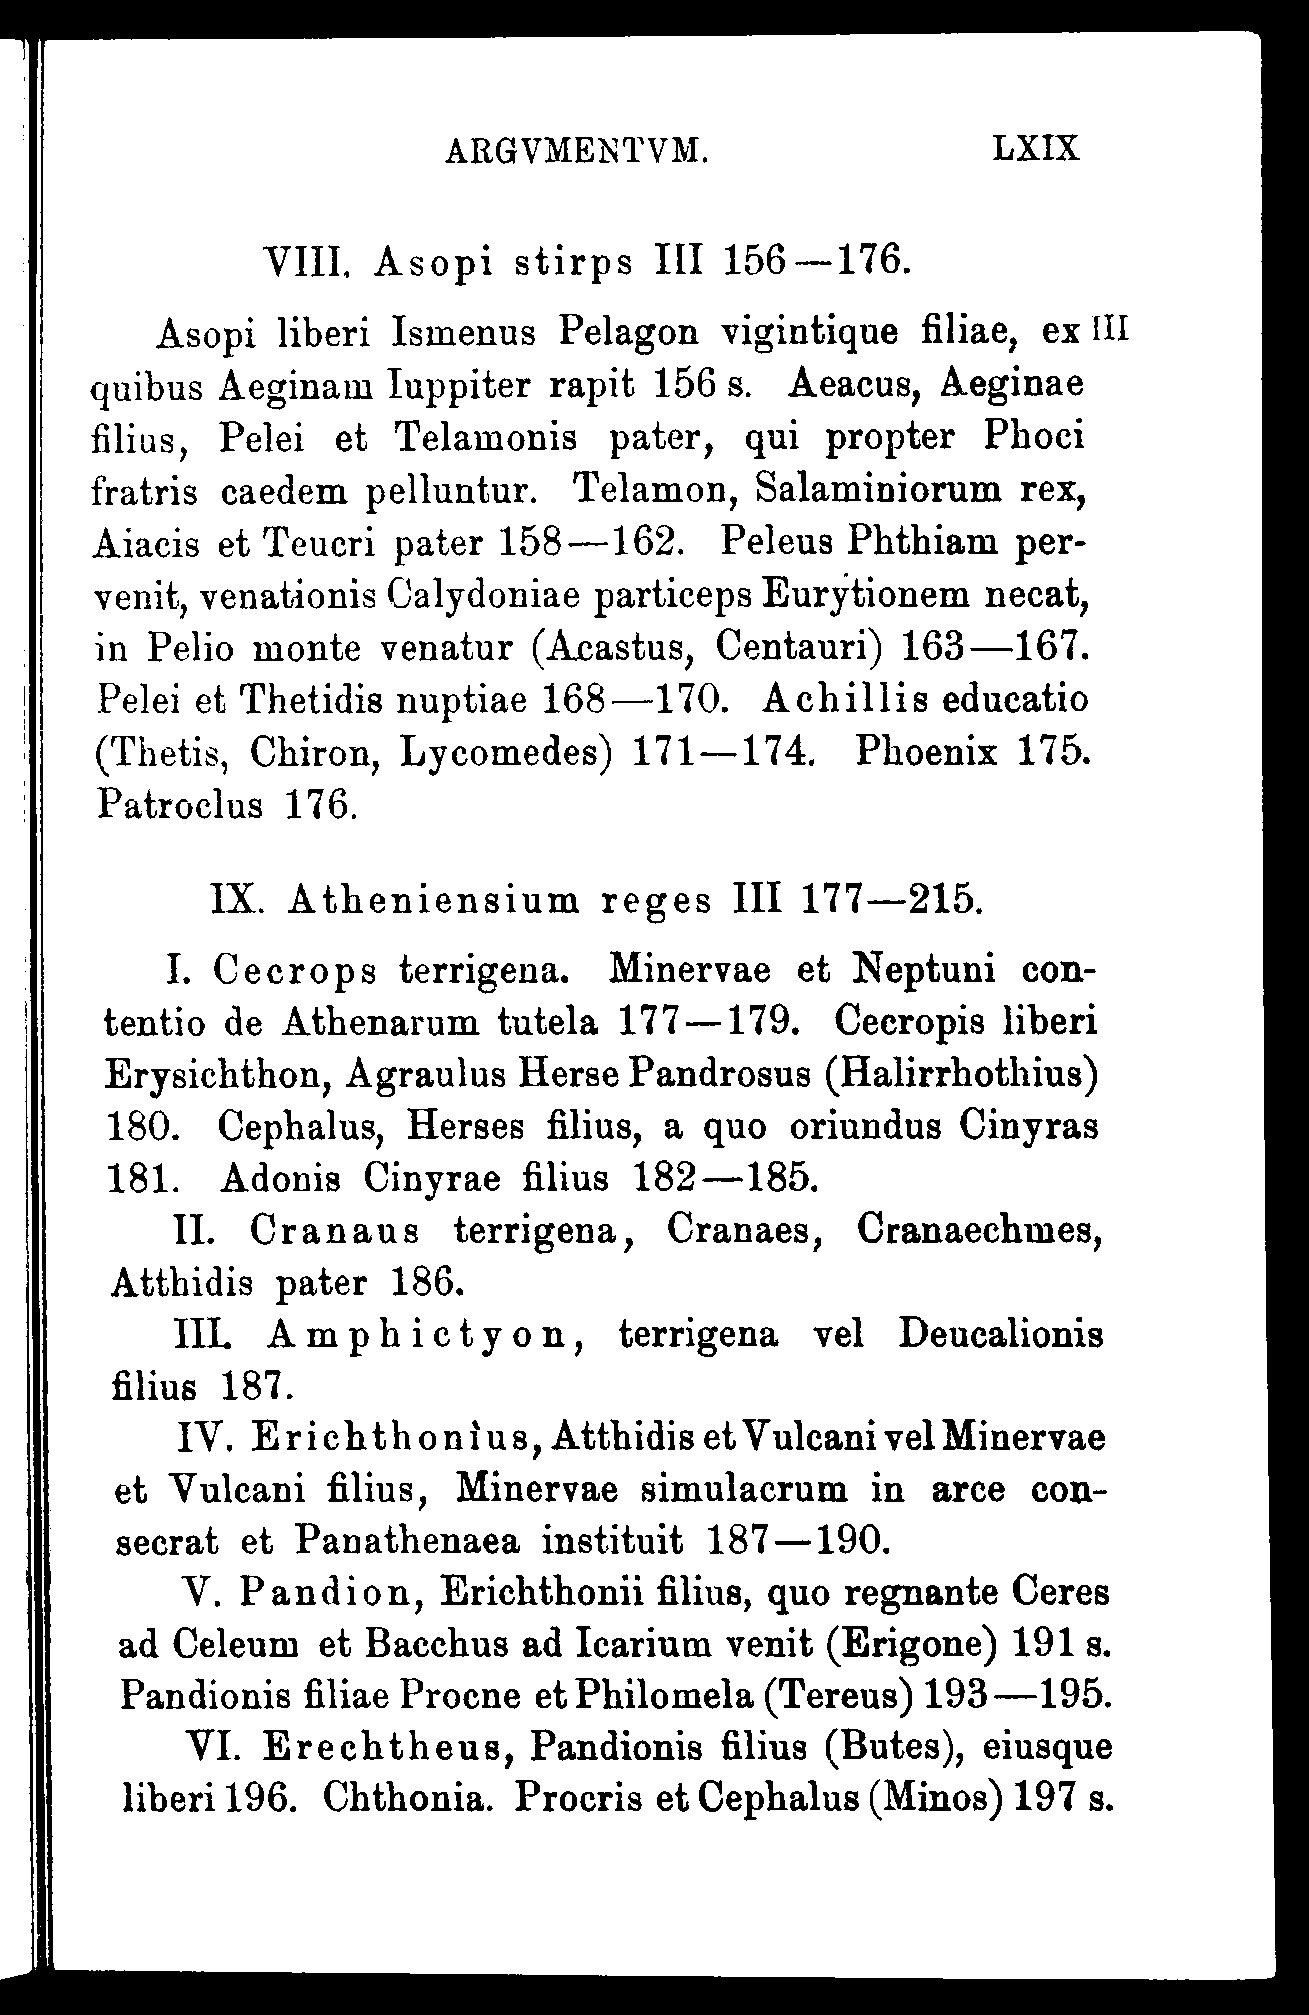 ARGVMENTVM. LXIX
VIII. Asopi stirps III 156—176.
Asopi liberi Ismenus Pelagon vigintique filiae, ex III
quibus Aeginam Iuppiter rapit 156 s. Aeacus, Aeginae
filius, Pelei et Telamonis pater, qui propter Phoci
fratris caedem pelluntur. Telamon, Salaminiorum rex,
Aiacis et Teucri pater 158—162. Peleus Phthiam per-
venit, venationis Calydoniae particeps Eurytionem necat,
in Pelio monte venatur (Acastus, Centauri) 163—167.
Pelei et Thetidis nuptiae 168—170. Achillis educatio
(Thetis, Chiron, Lycomedes) 171—174. Phoenix 175.
Patroclus 176.
IX. Atheniensium reges III 177—215.
I. Cecrops terrigena. Minervae et Neptuni con-
tentio de Athenarum tutela 177—179. Cecropis liberi
Erysichthon, Agraulus Herse Pandrosus (Halirrhothius)
180. Cephalus, Herses filius, a quo oriundus Cinyras
181. Adonis Cinyrae filius 182—185.
II. Cranaus terrigena, Cranaes, Cranaechmes,
Atthidis pater 186.
III. Amphictyon, terrigena vel Deucalionis
filius 187.
IV. Erichthonius, Atthidis et Vulcani vel Minervae
et Vulcani filius, Minervae simulacrum in arce con-
secrat et Panathenaea instituit 187—190.
V. Pandion, Erichthonii filius, quo regnante Ceres
ad Celeum et Bacchus ad Icarium venit (Erigone) 191 s.
Pandionis filiae Procne et Philomela (Tereus) 193—195.
VI. Erechtheus, Pandionis filius (Butes), eiusque
liberi 196. Chthonia. Procris et Cephalus (Minos) 197 s.